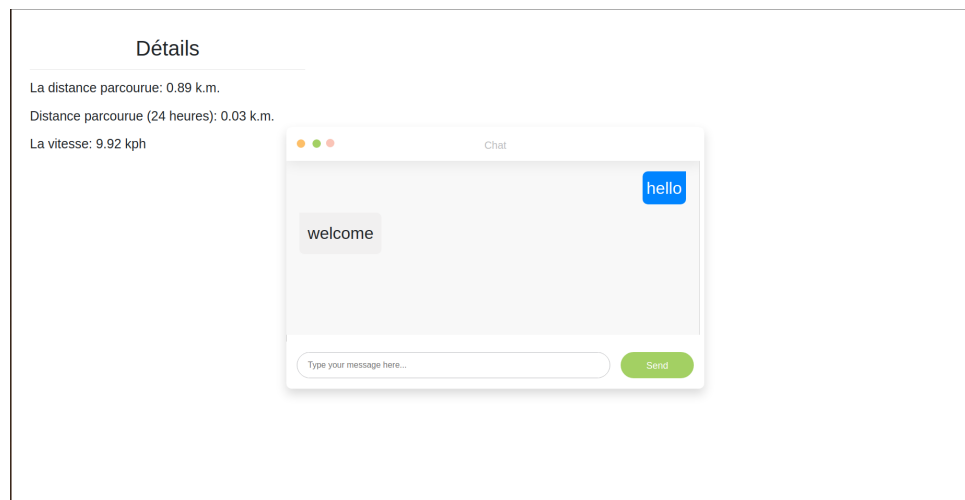 Détails
La distance parcourue: 0.89 k.m.
Distance parcourue (24 heures): 0.03 k.m.
La vitesse: 9.92 kph
Chat
hello
welcome
Type your message here...
Send